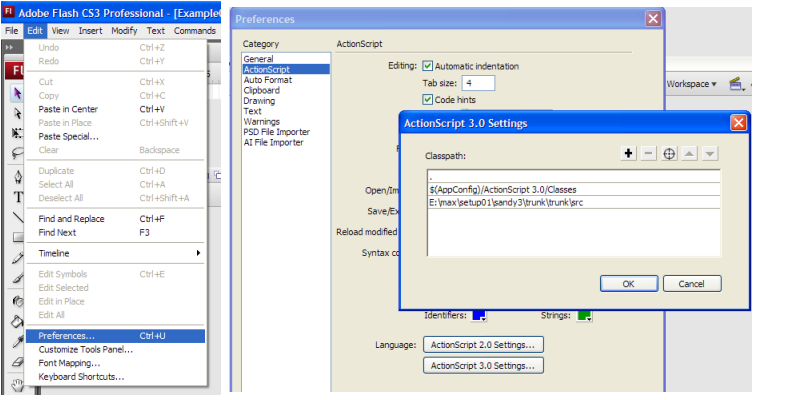 Adobe Flash CS3 Professional - [Example
File Edit View Insert Modify Text Commands
Undo Ctrl+Z
Redo Ctrl+Y
Cut Ctrl+X
Copy Ctrl+C
Paste in Center Ctrl+V
Paste in Place Ctrl+Shift+V
Paste Special...
Clear Backspace
Duplicate Ctrl+D
Select All Ctrl+A
Deselect All Ctrl+Shift+A
Find and Replace Ctrl+F
Find Next F3
Timeline
Edit Symbols Ctrl+E
Edit Selected
Edit in Place
Edit All
Preferences... Ctrl+U
Customize Tools Panel...
Font Mapping...
Keyboard Shortcuts...
Preferences
Category
General
ActionScript
Auto Format
Clipboard
Drawing
Text
Warnings
PSD File Importer
AI File Importer
ActionScript
Editing: Automatic indentation
Tab size: 4
Code hints
Open/Im
Save/Ex
Reload modified
Syntax co
Identifiers: Strings:
Language: ActionScript 2.0 Settings...
ActionScript 3.0 Settings...
Workspace
ActionScript 3.0 Settings
Classpath:
.
$(AppConfig)/ActionScript 3.0/Classes
E:\max\setup01\sandy3\trunk\trunk\src
OK Cancel